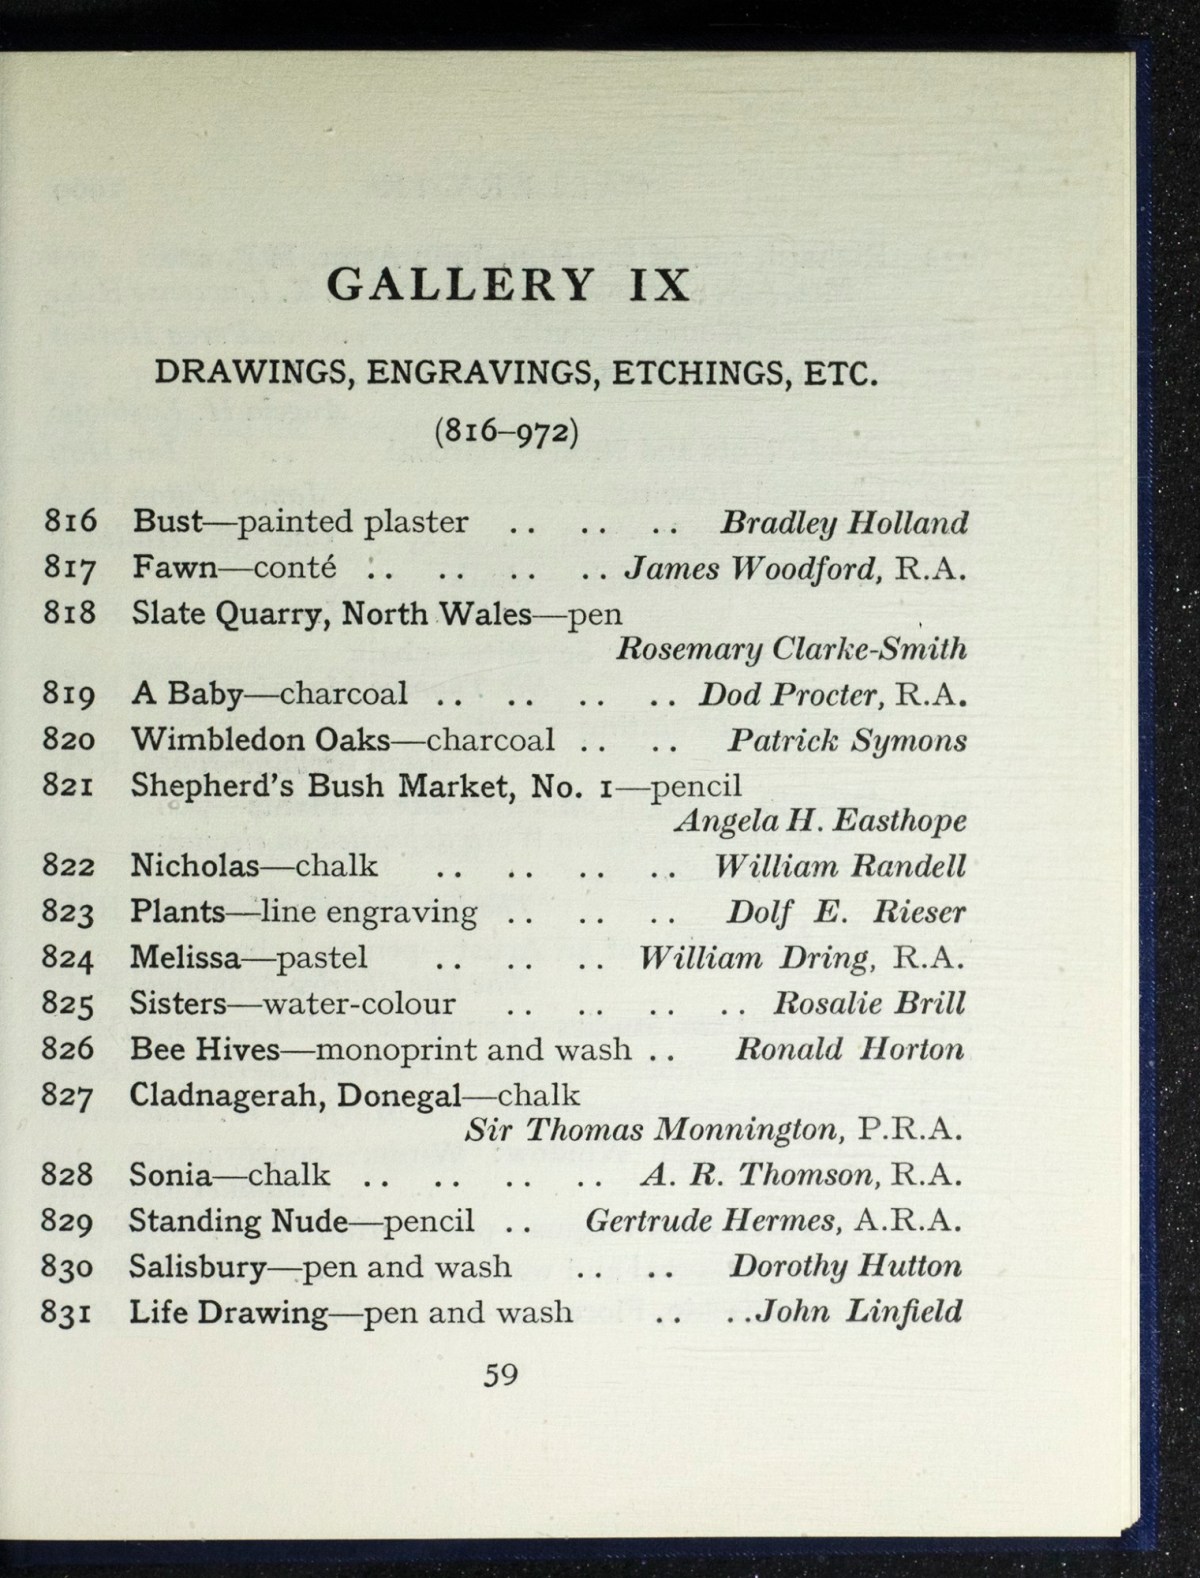 GALLERY IX
DRAWINGS, ENGRAVINGS, ETCHINGS, ETC.
(816–972)
816 Bust—painted plaster .. .. .. Bradley Holland
817 Fawn—conté .. .. .. .. James Woodford, R.A.
818 Slate Quarry, North Wales—pen
Rosemary Clarke-Smith
819 A Baby—charcoal .. .. .. .. Dod Procter, R.A.
820 Wimbledon Oaks—charcoal .. .. Patrick Symons
821 Shepherd's Bush Market, No. 1—pencil
Angela H. Easthope
822 Nicholas—chalk .. .. .. .. William Randell
823 Plants—line engraving .. .. .. Dolf E. Rieser
824 Melissa—pastel .. .. .. William Dring, R.A.
825 Sisters—water-colour .. .. .. .. Rosalie Brill
826 Bee Hives—monoprint and wash .. Ronald Horton
827 Cladnagerah, Donegal—chalk
Sir Thomas Monnington, P.R.A.
828 Sonia—chalk .. .. .. .. A. R. Thomson, R.A.
829 Standing Nude—pencil .. Gertrude Hermes, A.R.A.
830 Salisbury—pen and wash .. .. Dorothy Hutton
831 Life Drawing—pen and wash .. .. John Linfield
59